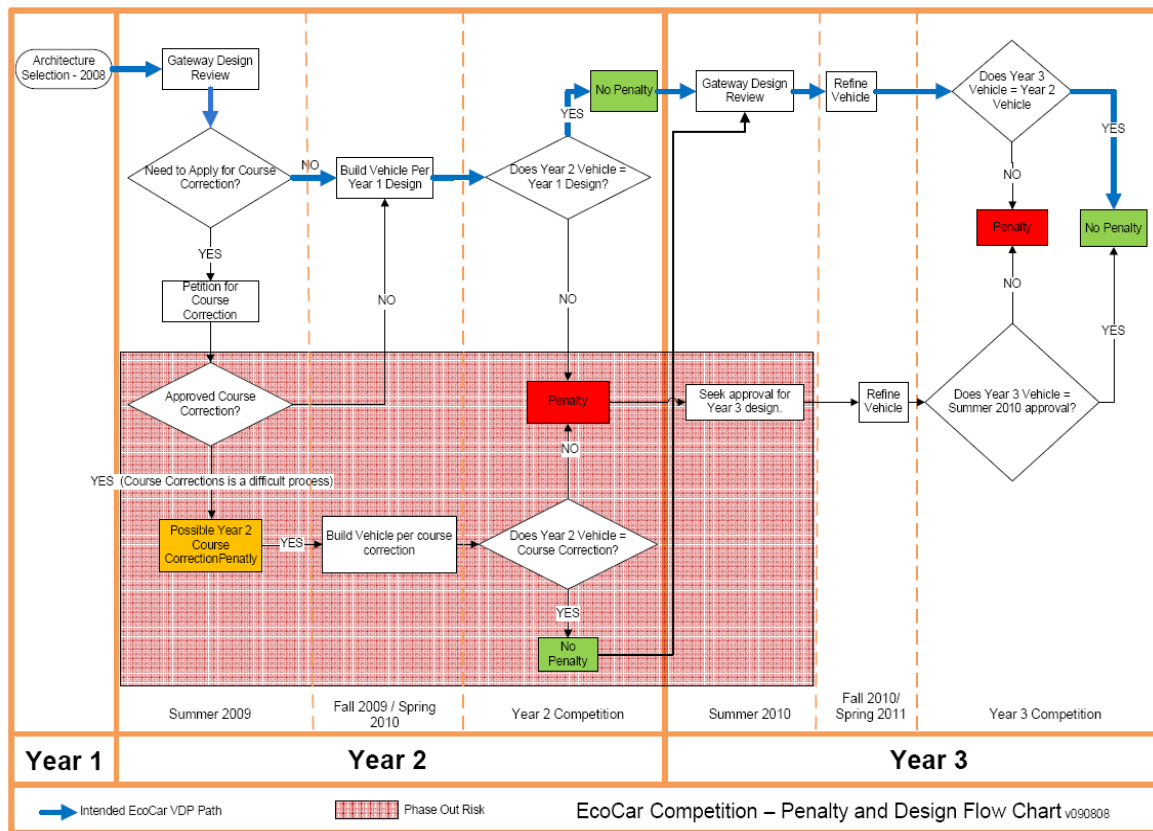 Architecture
Selection - 2008
Gateway Design
Review
Need to Apply for Course
Correction?
NO
Build Vehicle Per
Year 1 Design
Does Year 2 Vehicle =
Year 1 Design?
YES
No Penalty
Gateway Design
Review
Refine
Vehicle
Does Year 3
Vehicle = Year 2
Vehicle
YES
NO
Penalty
No Penalty
YES
Petition for
Course
Correction
NO
NO
NO
YES
Approved Course
Correction?
Penalty
Seek approval for
Year 3 design.
Refine
Vehicle
Does Year 3 Vehicle =
Summer 2010 approval?
NO
YES (Course Corrections is a difficult process)
Possible Year 2
Course
CorrectionPenatly
YES
Build Vehicle per course
correction
Does Year 2 Vehicle =
Course Correction?
YES
No
Penalty
Summer 2009
Fall 2009 / Spring
2010
Year 2 Competition
Summer 2010
Fall 2010/
Spring 2011
Year 3 Competition
Year 1
Year 2
Year 3
Intended EcoCar VDP Path
Phase Out Risk
EcoCar Competition – Penalty and Design Flow Chart v090808